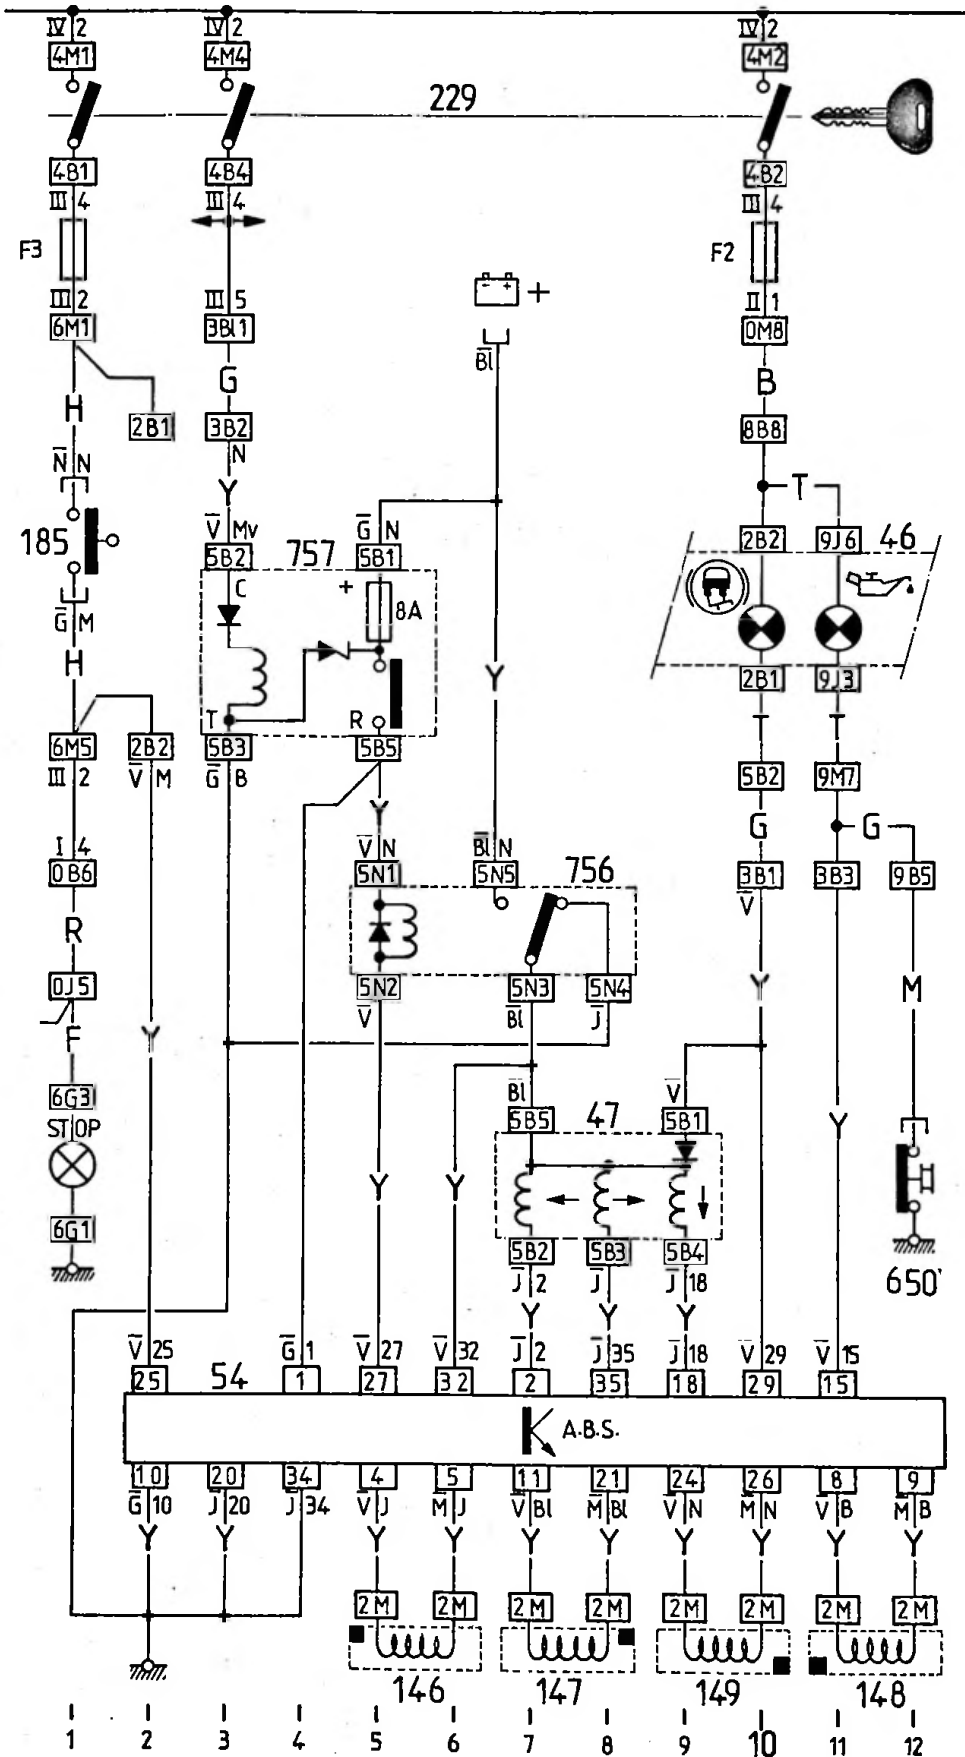 IV 2 IV 2 IV 2
4M1 4M4 4M2
229
4B1 4B4 4B2
III 4 III 4 III 4
F3 F2
- + +
III 2 III 5 II 1
6M1 3Bl1 0M8
Bl
H G B
2B1 3B2 8B8
N N N T
Y
185 V Mv 757 G N 2B2 9J6 46
5B2 5B1
C + 8A
G M
H Y
T R 2B1 9J3
6M5 2B2 5B3 5B5 T T
III 2 V M G B 5B2 9M7
Y
I 4 V N Bl N G G
0B6 5N1 5N5 756 3B1 3B3 9B5
V
R
0J5 5N2 5N3 5N4 Y M
V Bl J
F Y
6G3 Bl V
STOP 5B5 47 5B1 Y
Y Y
6G1 5B2 5B3 5B4
J 2 J J 18 650
Y Y Y
V 25 G 1 V 27 V 32 J 2 J 35 J 18 V 29 V 15
25 54 1 27 32 2 35 18 29 15
A.B.S.
10 20 34 4 5 11 21 24 26 8 9
G 10 J 20 J 34 V J M J V Bl M Bl V N M N V B M B
Y Y Y Y Y Y Y Y Y Y
2M 2M 2M 2M 2M 2M 2M 2M
146 147 149 148
1 2 3 4 5 6 7 8 9 10 11 12